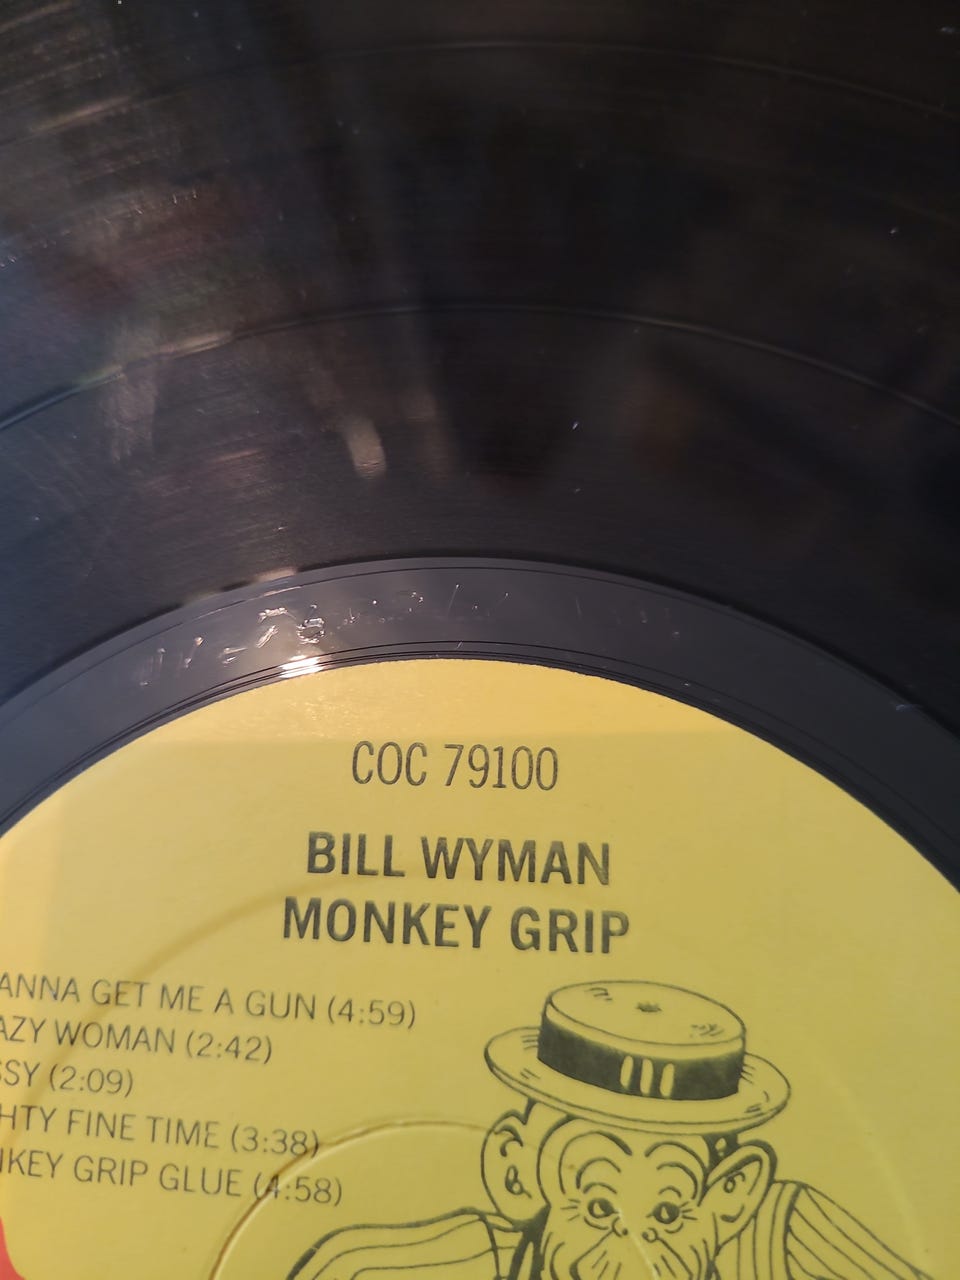 COC 79100
BILL WYMAN
MONKEY GRIP
ANNA GET ME A GUN (4:59)
AZY WOMAN (2:42)
SSY (2:09)
HTY FINE TIME (3:38)
KEY GRIP GLUE (4:58)